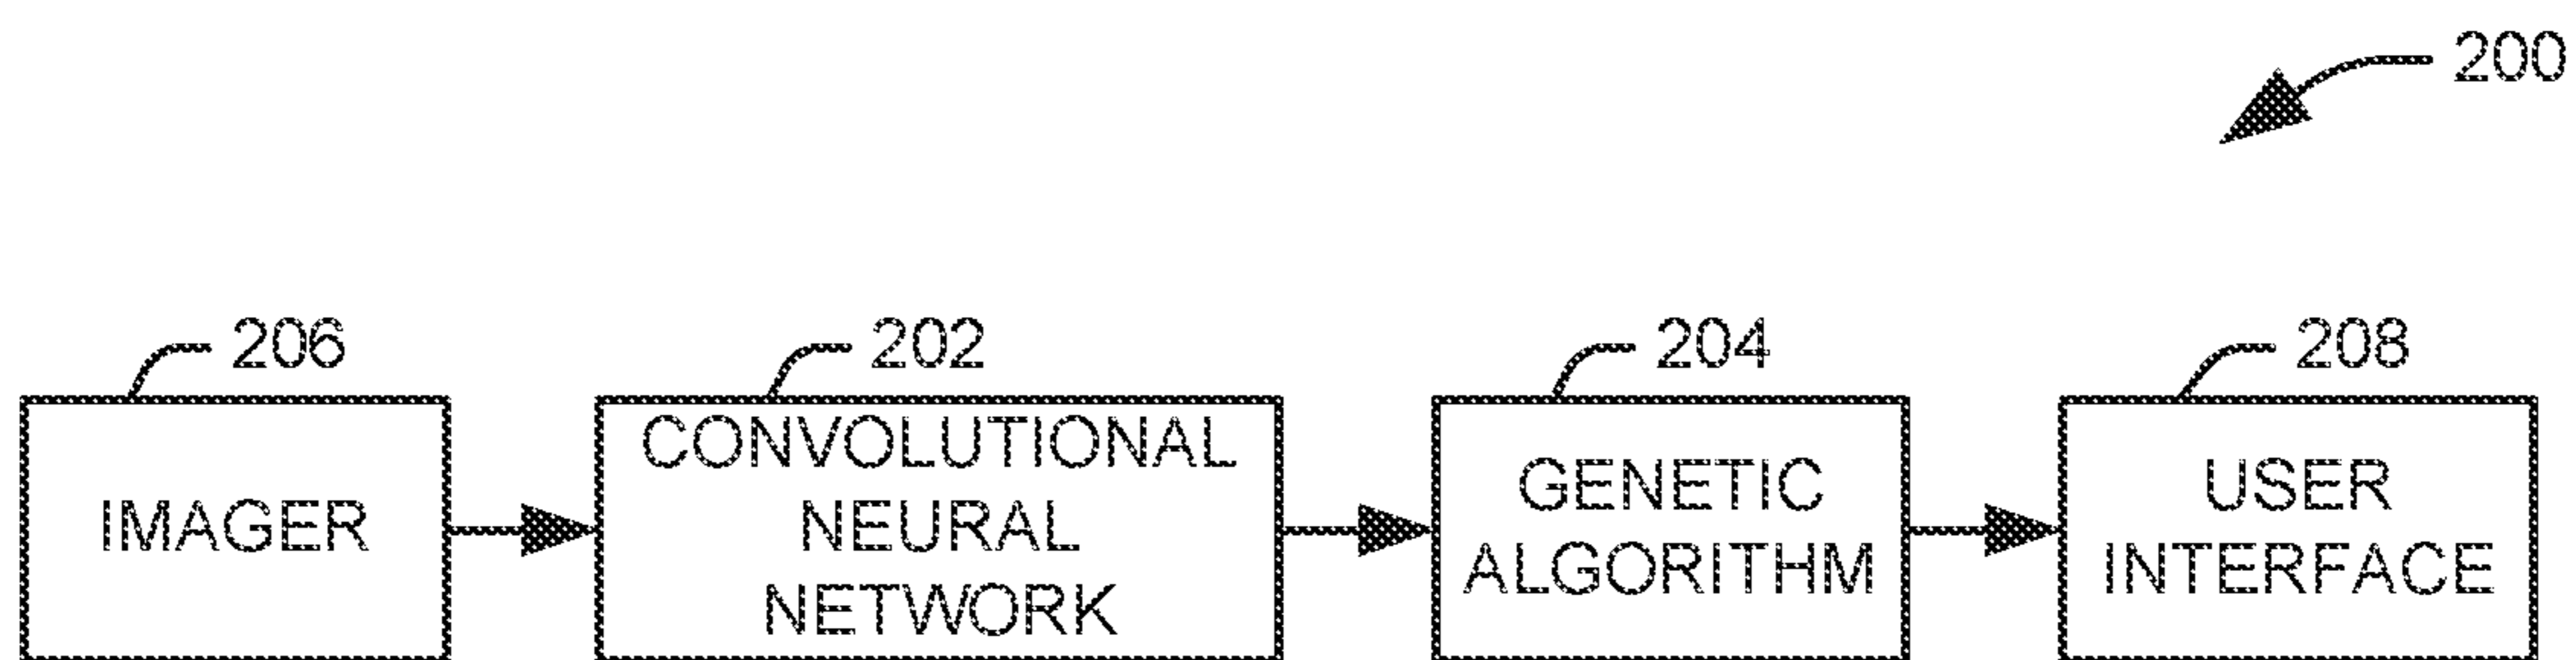 200
206
202
204
208
IMAGER
CONVOLUTIONAL
NEURAL
NETWORK
GENETIC
ALGORITHM
USER
INTERFACE